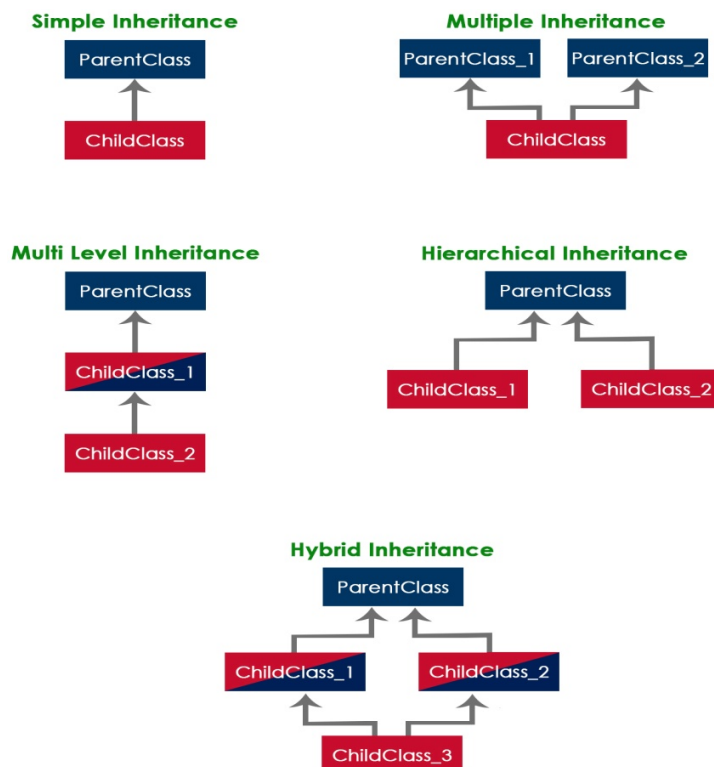 Simple Inheritance
ParentClass
ChildClass
Multiple Inheritance
ParentClass_1 ParentClass_2
ChildClass
Multi Level Inheritance
ParentClass
ChildClass_1
ChildClass_2
Hierarchical Inheritance
ParentClass
ChildClass_1 ChildClass_2
Hybrid Inheritance
ParentClass
ChildClass_1 ChildClass_2
ChildClass_3